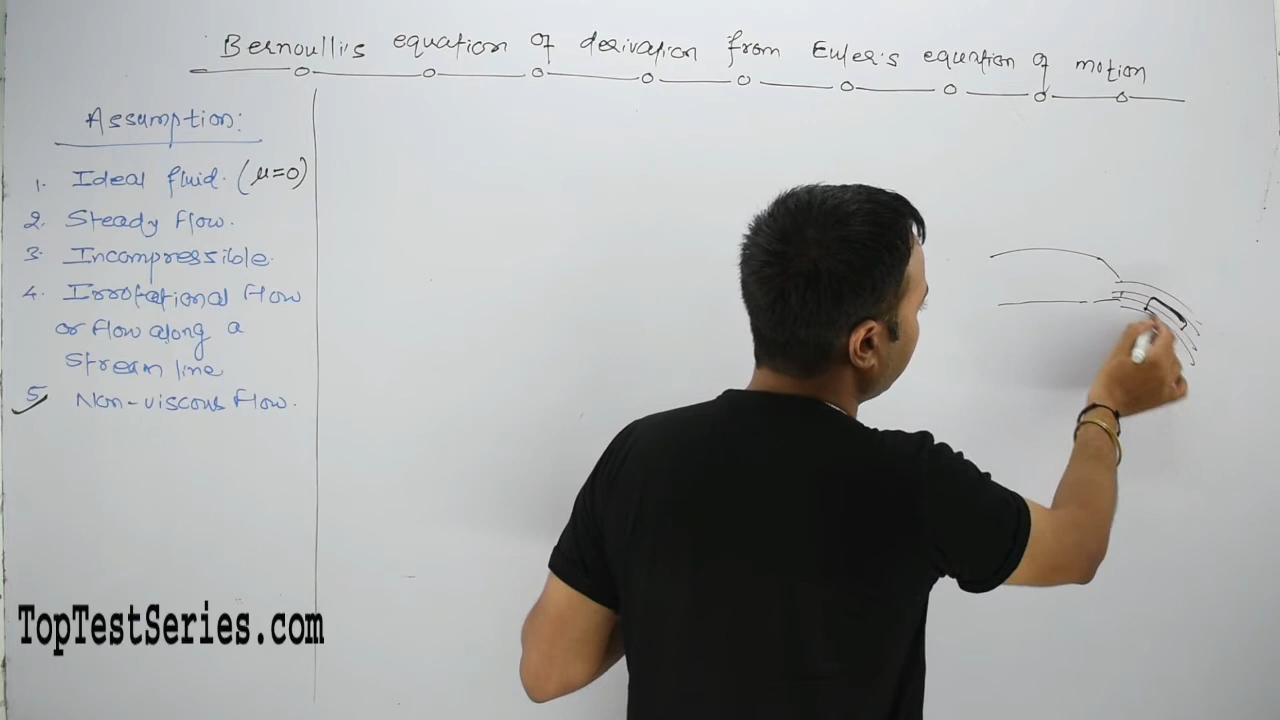 Bernoulli's equation of derivation from Euler's equation of motion
Assumption:
1. Ideal fluid. (μ=0)
2. Steady flow.
3. Incompressible.
4. Irrotational flow
or flow along a
Stream line
5. Non-viscous flow.
TopTestSeries.com